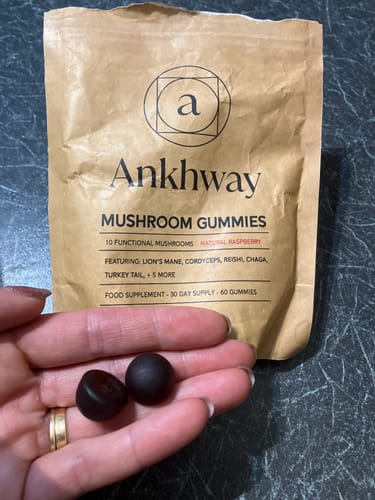 a
Ankhway
MUSHROOM GUMMIES
10 FUNCTIONAL MUSHROOMS NATURAL RASPBERRY
FEATURING: LION'S MANE, CORDYCEPS, REISHI, CHAGA,
TURKEY TAIL, + 5 MORE
FOOD SUPPLEMENT - 30 DAY SUPPLY - 60 GUMMIES